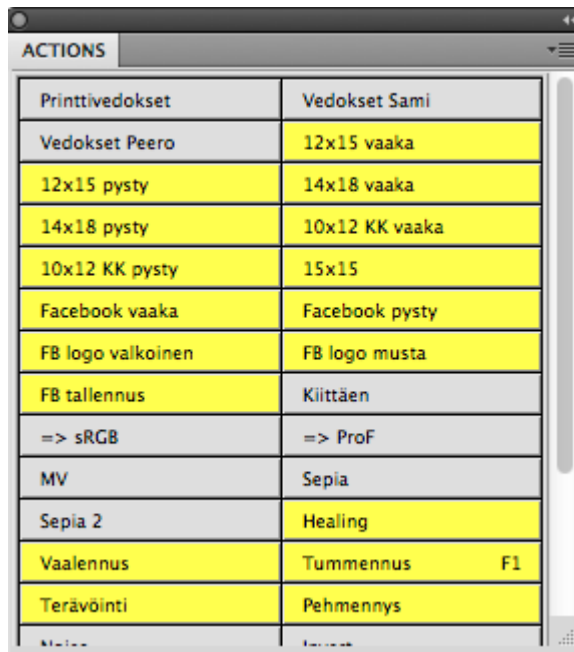 ACTIONS
Printtivedokset Vedokset Sami
Vedokset Peero 12x15 vaaka
12x15 pysty 14x18 vaaka
14x18 pysty 10x12 KK vaaka
10x12 KK pysty 15x15
Facebook vaaka Facebook pysty
FB logo valkoinen FB logo musta
FB tallennus Kiittäen
=> sRGB => ProF
MV Sepia
Sepia 2 Healing
Vaalennus Tummennus F1
Terävöinti Pehmennys